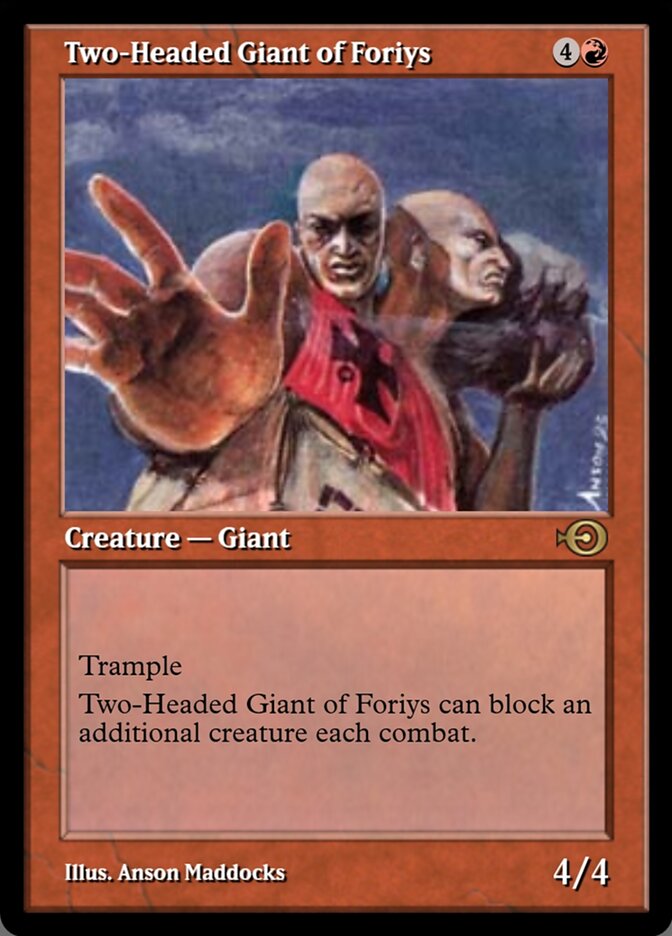 Two-Headed Giant of Foriys 4
Creature — Giant
Trample
Two-Headed Giant of Foriys can block an
additional creature each combat.
Illus. Anson Maddocks 4/4